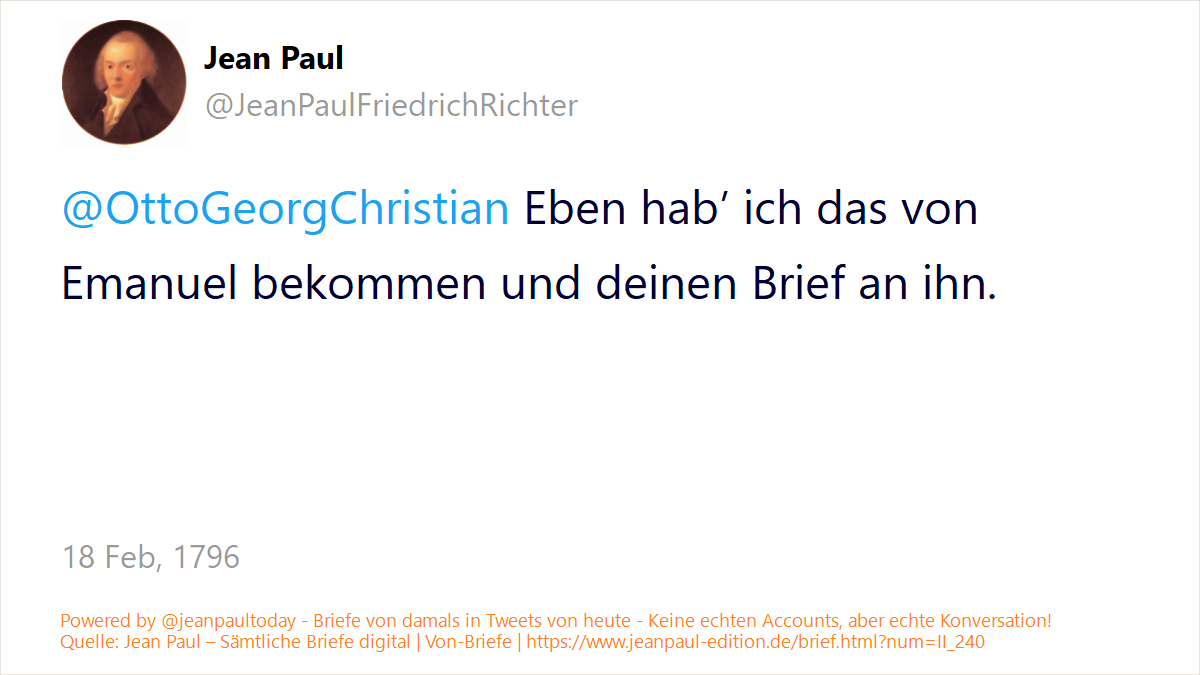 Jean Paul
@JeanPaulFriedrichRichter
@OttoGeorgChristian Eben hab’ ich das von
Emanuel bekommen und deinen Brief an ihn.
18 Feb, 1796
Powered by @jeanpaultoday - Briefe von damals in Tweets von heute - Keine echten Accounts, aber echte Konversation!
Quelle: Jean Paul – Sämtliche Briefe digital | Von-Briefe | https://www.jeanpaul-edition.de/brief.html?num=II_240